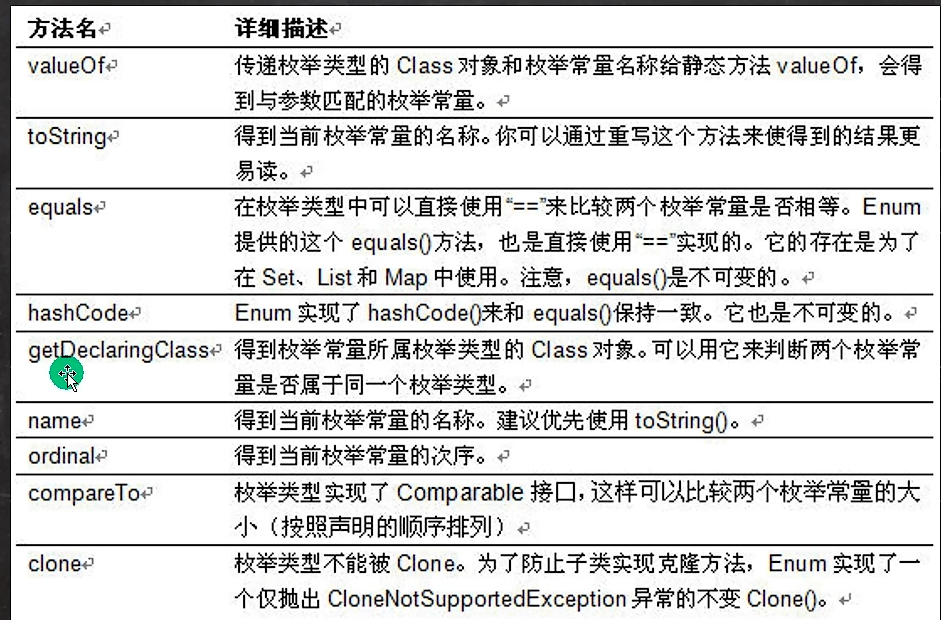 方法名 详细描述
valueOf 传递枚举类型的 Class 对象和枚举常量名称给静态方法 valueOf，会得
到与参数匹配的枚举常量。
toString 得到当前枚举常量的名称。你可以通过重写这个方法来使得到的结果更
易读。
equals 在枚举类型中可以直接使用“==”来比较两个枚举常量是否相等。Enum
提供的这个 equals()方法，也是直接使用“==”实现的。它的存在是为了
在 Set、List 和 Map 中使用。注意，equals()是不可变的。
hashCode Enum 实现了 hashCode()来和 equals()保持一致。它也是不可变的。
getDeclaringClass 得到枚举常量所属枚举类型的 Class 对象。可以用它来判断两个枚举常
量是否属于同一个枚举类型。
name 得到当前枚举常量的名称。建议优先使用 toString()。
ordinal 得到当前枚举常量的次序。
compareTo 枚举类型实现了 Comparable 接口，这样可以比较两个枚举常量的大
小（按照声明的顺序排列）
clone 枚举类型不能被 Clone。为了防止子类实现克隆方法，Enum 实现了一
个仅抛出 CloneNotSupportedException 异常的不变 Clone()。